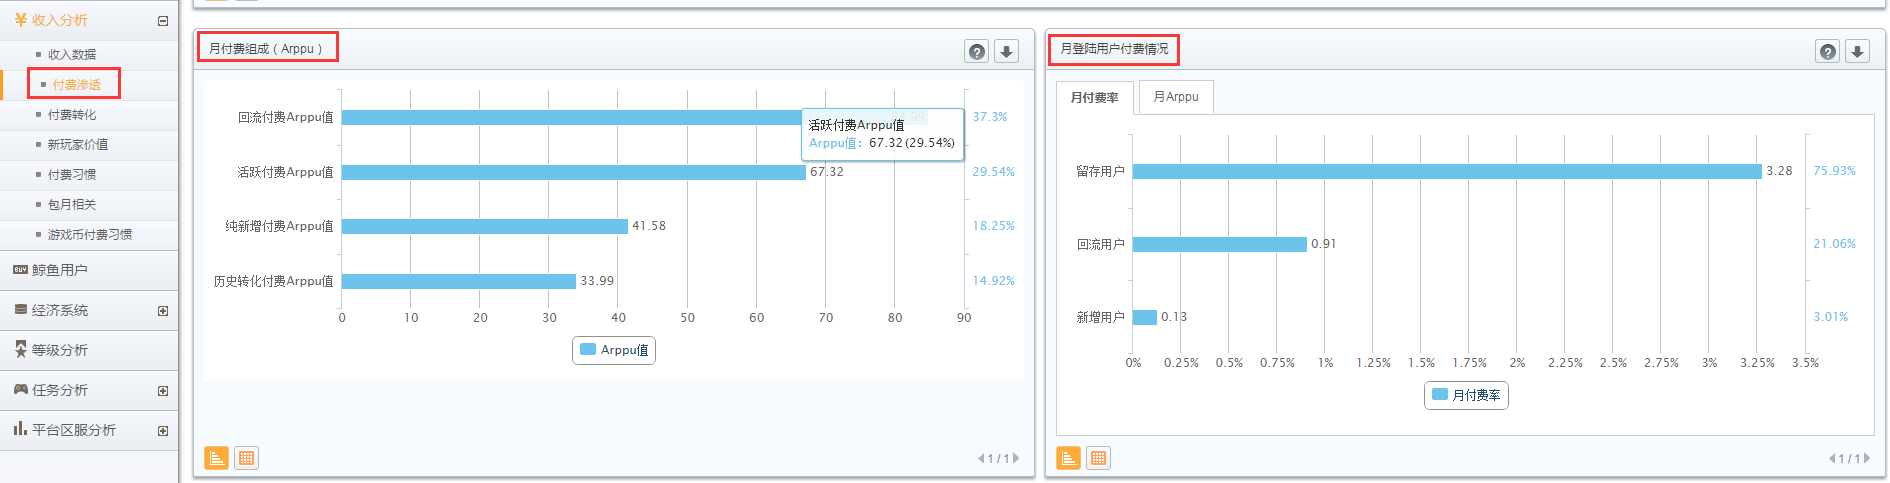 收入分析
收入数据
付费渗透
付费转化
新玩家价值
付费习惯
包月相关
游戏币付费习惯
鲸鱼用户
经济系统
等级分析
任务分析
平台区服分析
月付费组成（Arppu）
回流付费Arppu值
37.3%
活跃付费Arppu值
Arppu值：67.32(29.54%)
活跃付费Arppu值
67.32
29.54%
纯新增付费Arppu值
41.58
18.25%
历史转化付费Arppu值
33.99
14.92%
0 10 20 30 40 50 60 70 80 90
Arppu值
1/1
月登陆用户付费情况
月付费率
月Arppu
留存用户
3.28
75.93%
回流用户
0.91
21.06%
新增用户
0.13
3.01%
0% 0.25% 0.5% 0.75% 1% 1.25% 1.5% 1.75% 2% 2.25% 2.5% 2.75% 3% 3.25% 3.5%
月付费率
1/1